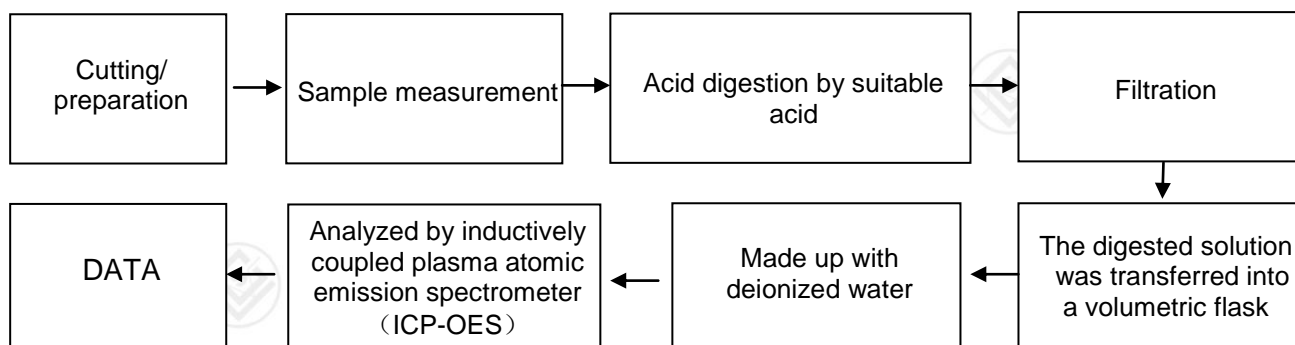 Cutting/
preparation
Sample measurement
Acid digestion by suitable
acid
Filtration
The digested solution
was transferred into
a volumetric flask
Made up with
deionized water
Analyzed by inductively
coupled plasma atomic
emission spectrometer
（ICP-OES）
DATA